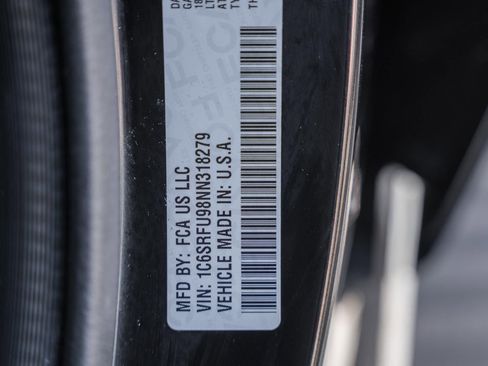 MFD BY: FCA US LLC
VIN: 1C6SRFU98NN318279
VEHICLE MADE IN: U.S.A.